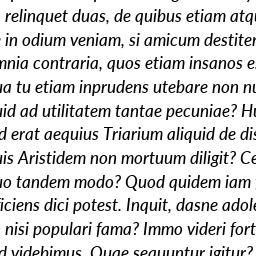 relinquet duas, de quibus etiam atqu
in odium veniam, si amicum destiter
mnia contraria, quos etiam insanos e
ua tu etiam inprudens utebare non nu
uid ad utilitatem tantae pecuniae? Hu
d erat aequius Triarium aliquid de dis
uis Aristidem non mortuum diligit? Ce
uo tandem modo? Quod quidem iam
ficiens dici potest. Inquit, dasne adole
nisi populari fama? Immo videri fort
d videbimus. Quae sequuntur igitur?